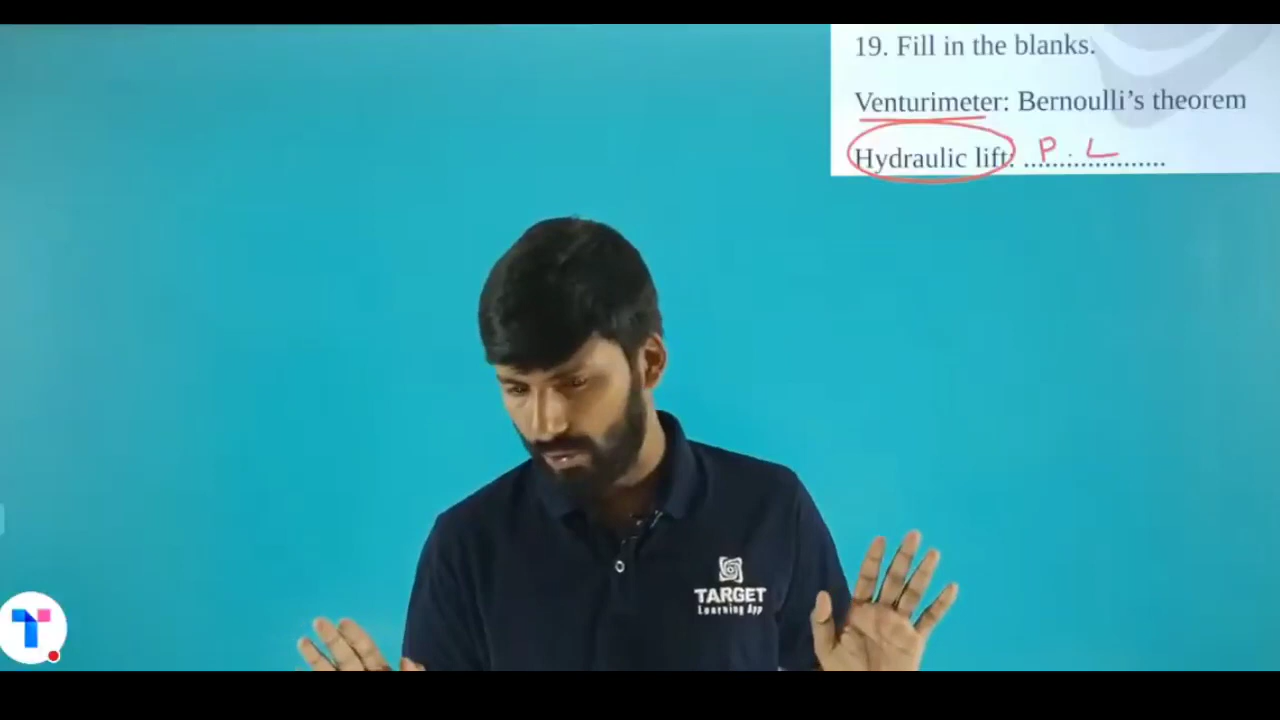 19. Fill in the blanks.
Venturimeter: Bernoulli’s theorem
Hydraulic lift: .................... P. L
TARGET
Learning App